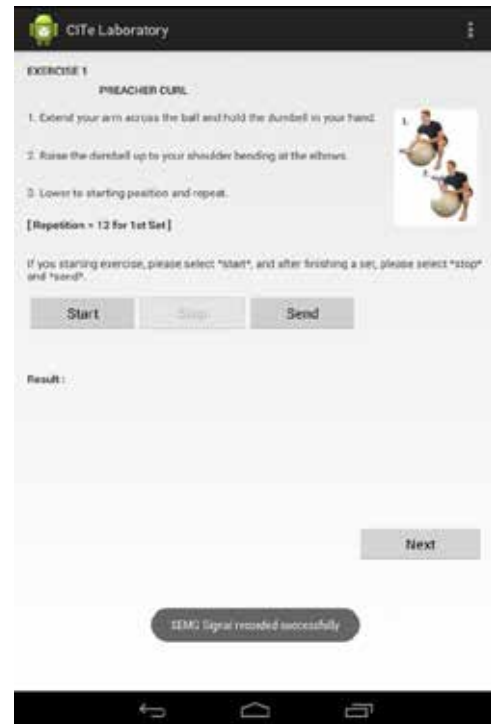 CITe Laboratory
EXERCISE 1
PREACHER CURL
1. Extend your arm across the ball and hold the dumbell in your hand.
1.
2. Raise the dumbell up to your shoulder bending at the elbows.
2.
3. Lower to starting position and repeat.
[ Repetition = 12 for 1st Set ]
If you starting exercise, please select "start", and after finishing a set, please select "stop"
and "send".
Start Stop Send
Result :
Next
SEMG Signal recorded successfully